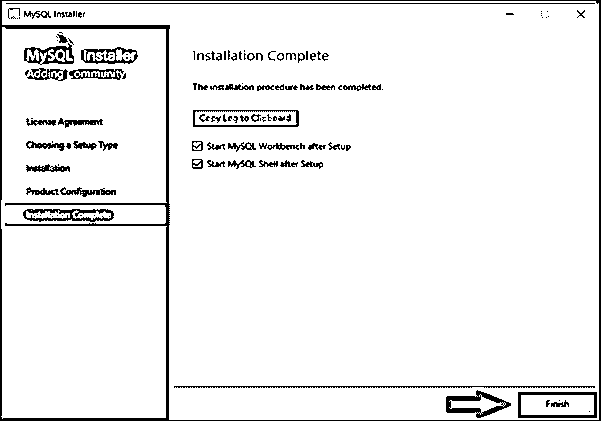 MySQL Installer
MySQL Installer
Adding Community
License Agreement
Choosing a Setup Type
Installation
Product Configuration
Installation Complete
Installation Complete
The installation procedure has been completed.
Copy Log to Clipboard
Start MySQL Workbench after Setup
Start MySQL Shell after Setup
Finish